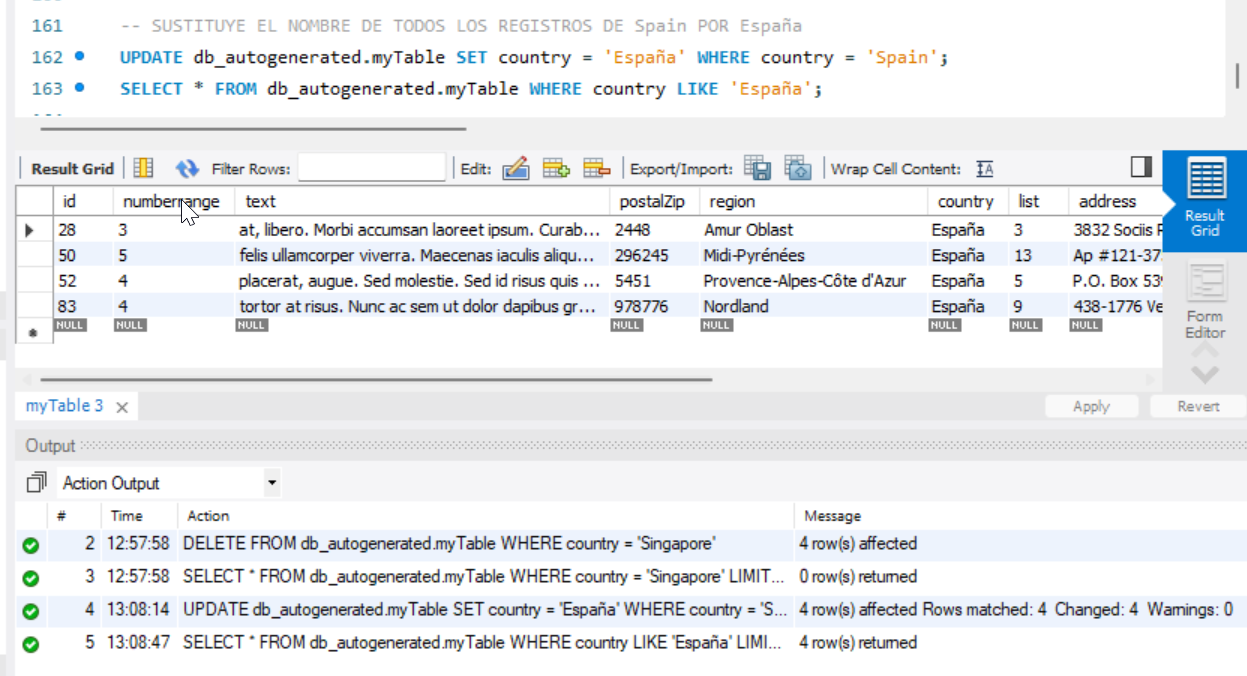 161 -- SUSTITUYE EL NOMBRE DE TODOS LOS REGISTROS DE Spain POR España
162 UPDATE db_autogenerated.myTable SET country = 'España' WHERE country = 'Spain';
163 SELECT * FROM db_autogenerated.myTable WHERE country LIKE 'España';
Result Grid Filter Rows: Edit: Export/Import: Wrap Cell Content:
id numberrange text postalZip region country list address
28 3 at, libero. Morbi accumsan laoreet ipsum. Curab... 2448 Amur Oblast España 3 3832 Sociis
50 5 felis ullamcorper viverra. Maecenas iaculis aliqu... 296245 Midi-Pyrénées España 13 Ap #121-37
52 4 placerat, augue. Sed molestie. Sed id risus quis ... 5451 Provence-Alpes-Côte d'Azur España 5 P.O. Box
83 4 tortor at risus. Nunc ac sem ut dolor dapibus gr... 978776 Nordland España 9 438-1776 Ve
NULL NULL NULL NULL NULL NULL NULL NULL
Result
Grid
Form
Editor
myTable 3 Apply Revert
Output
Action Output
# Time Action Message
2 12:57:58 DELETE FROM db_autogenerated.myTable WHERE country = 'Singapore' 4 row(s) affected
3 12:57:58 SELECT * FROM db_autogenerated.myTable WHERE country = 'Singapore' LIMIT... 0 row(s) returned
4 13:08:14 UPDATE db_autogenerated.myTable SET country = 'España' WHERE country = 'S... 4 row(s) affected Rows matched: 4 Changed: 4 Warnings: 0
5 13:08:47 SELECT * FROM db_autogenerated.myTable WHERE country LIKE 'España' LIMI... 4 row(s) returned